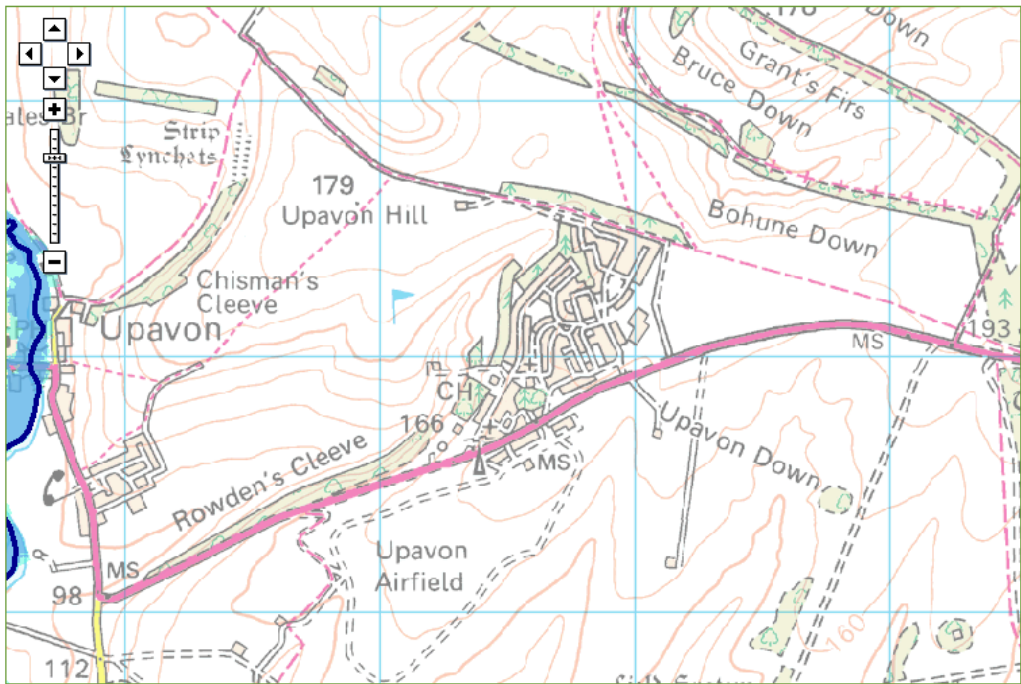 Down
Grant's Firs
Bruce Down
Strip
Lynchets
179
Upavon Hill
Bohune Down
Chisman's
Cleeve
Upavon
193
MS
CH
166
Upavon Down
Rowden's Cleeve
MS
Upavon
Airfield
MS
98
160
112